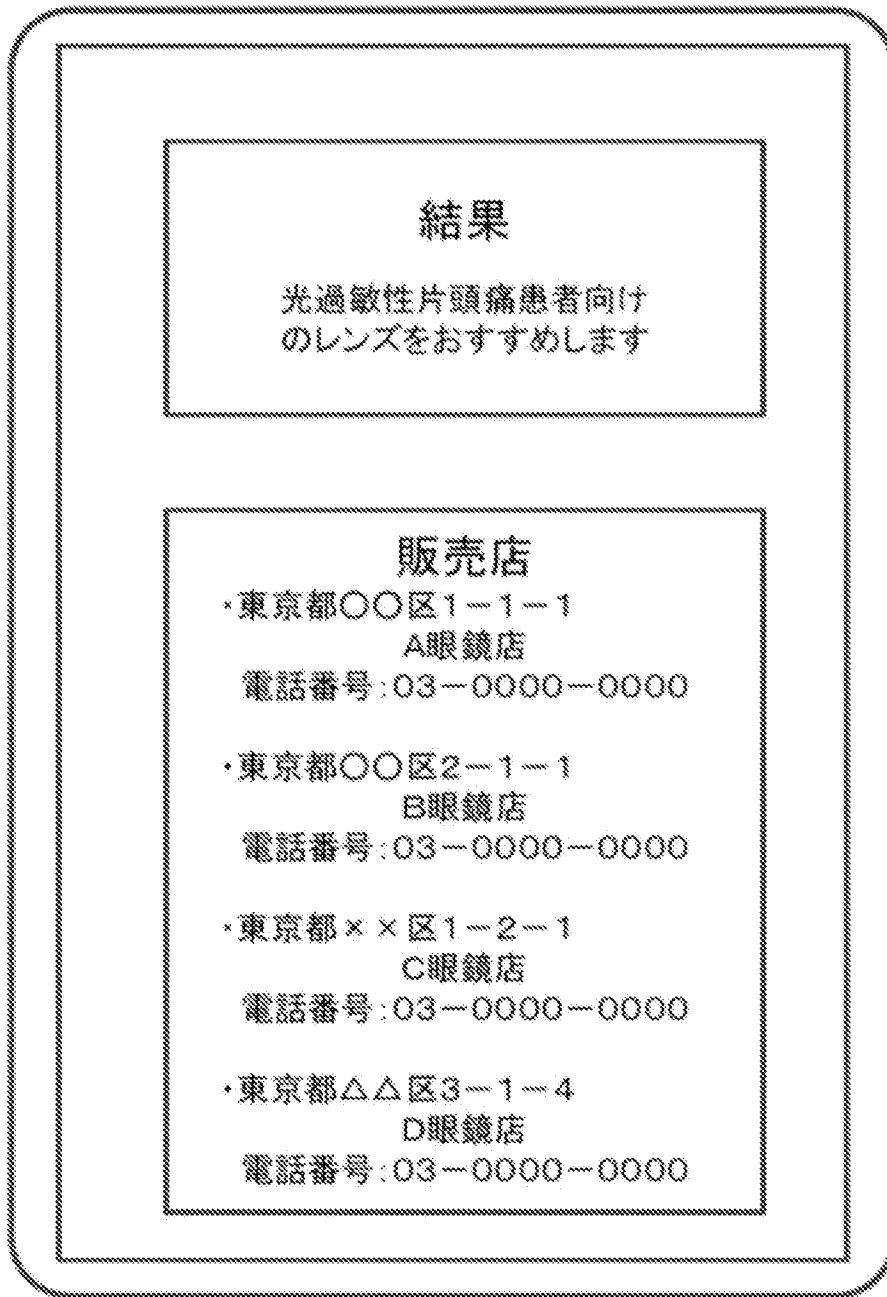 結果
光過敏性片頭痛患者向け
のレンズをおすすめします
販売店
・東京都〇〇区1-1-1
A眼鏡店
電話番号:03-0000-0000
・東京都〇〇区2-1-1
B眼鏡店
電話番号:03-0000-0000
・東京都××区1-2-1
C眼鏡店
電話番号:03-0000-0000
・東京都△△区3-1-4
D眼鏡店
電話番号:03-0000-0000